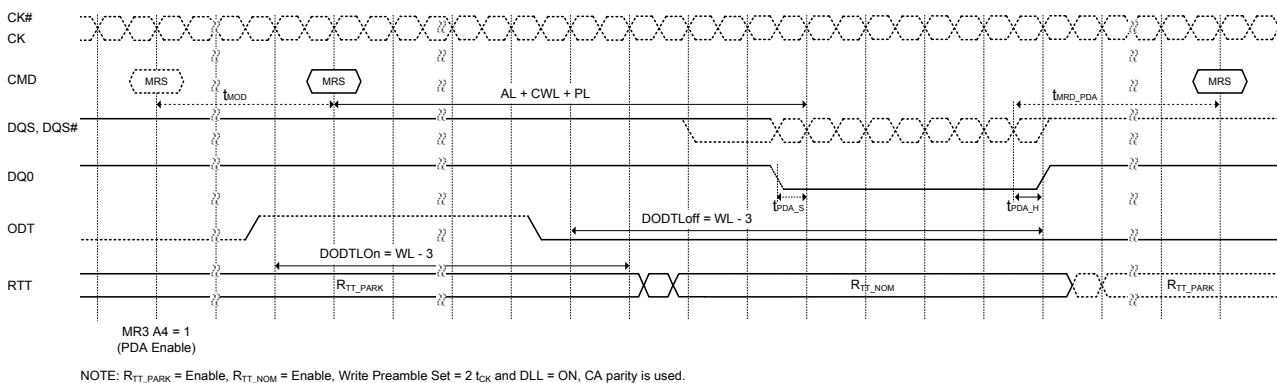 CK#
CK
CMD
MRS
MRS
MRS
tMOD
AL + CWL + PL
tMRD_PDA
DQS, DQS#
DQ0
tPDA_S
tPDA_H
ODT
DODTLoff = WL - 3
DODTLOn = WL - 3
RTT
RTT_PARK
RTT_NOM
RTT_PARK
MR3 A4 = 1
(PDA Enable)
NOTE: RTT_PARK = Enable, RTT_NOM = Enable, Write Preamble Set = 2 tCK and DLL = ON, CA parity is used.